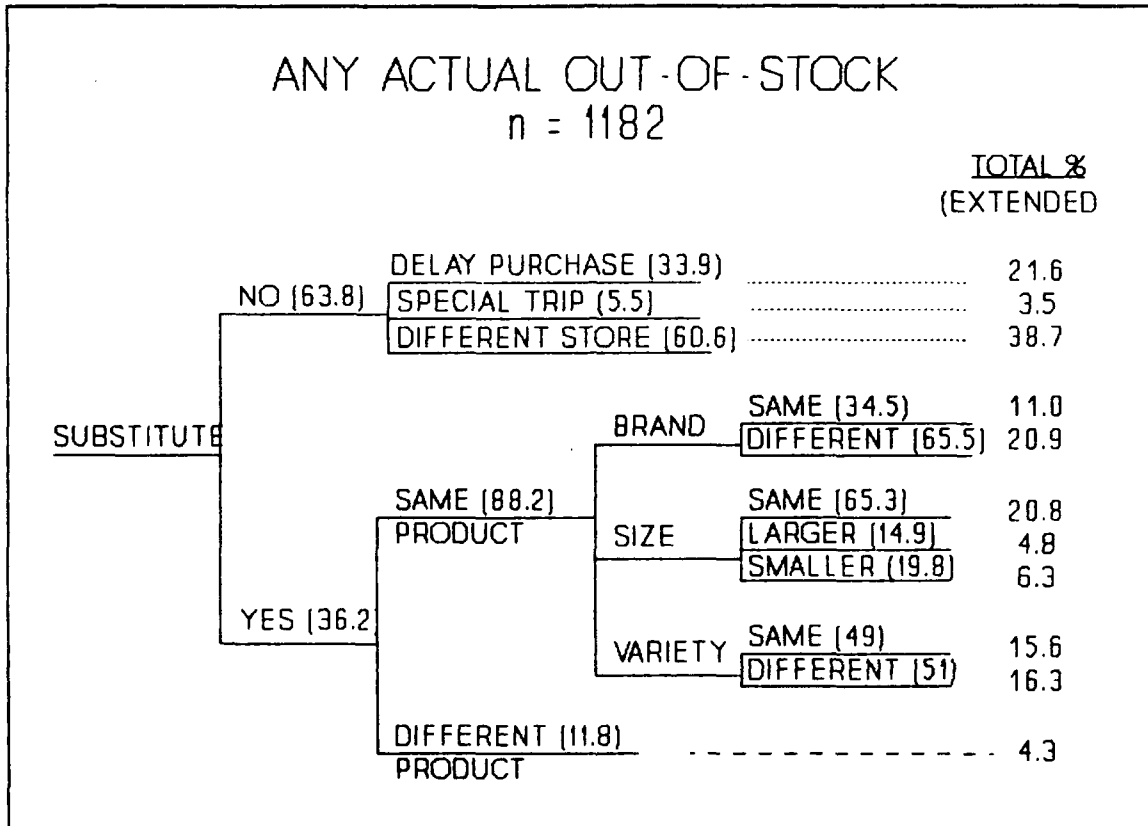 ANY ACTUAL OUT-OF-STOCK
n = 1182
TOTAL %
(EXTENDED
DELAY PURCHASE (33.9) 21.6
NO (63.8) SPECIAL TRIP (5.5) 3.5
DIFFERENT STORE (60.6) 38.7
SUBSTITUTE
BRAND SAME (34.5) 11.0
DIFFERENT (65.5) 20.9
SAME (88.2)
PRODUCT
SIZE SAME (65.3) 20.8
LARGER (14.9) 4.8
SMALLER (19.8) 6.3
YES (36.2
VARIETY SAME (49) 15.6
DIFFERENT (51) 16.3
DIFFERENT (11.8) 4.3
PRODUCT